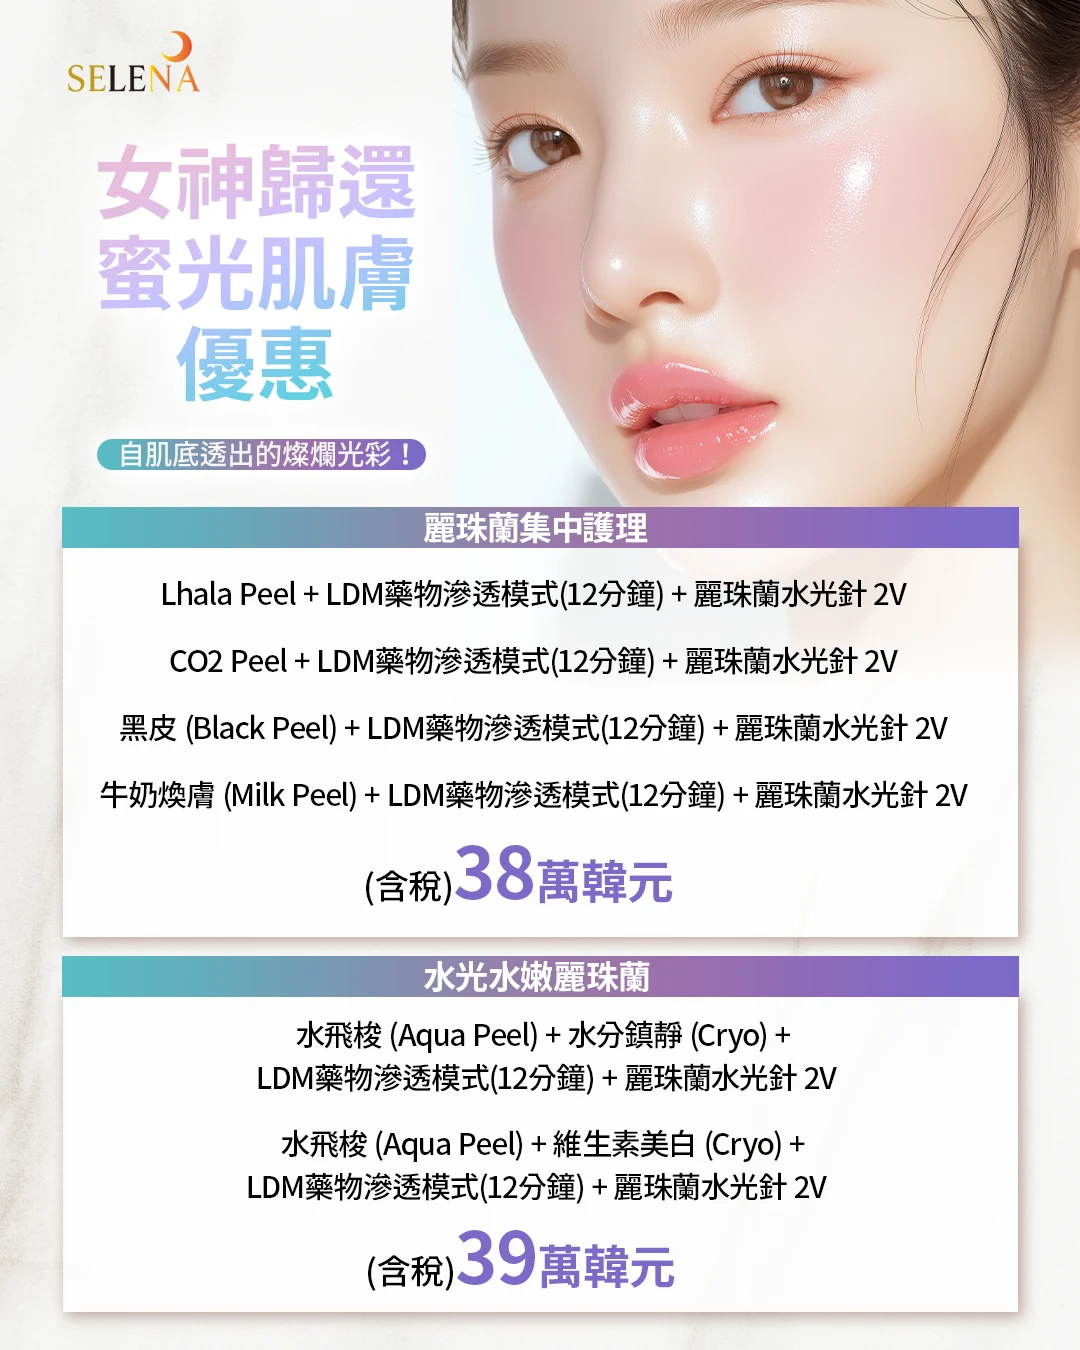 SELENA
女神歸還
蜜光肌膚
優惠
自肌底透出的燦爛光彩！
麗珠蘭集中護理
Lhala Peel + LDM藥物滲透模式(12分鐘) + 麗珠蘭水光針 2V
CO2 Peel + LDM藥物滲透模式(12分鐘) + 麗珠蘭水光針 2V
黑皮 (Black Peel) + LDM藥物滲透模式(12分鐘) + 麗珠蘭水光針 2V
牛奶煥膚 (Milk Peel) + LDM藥物滲透模式(12分鐘) + 麗珠蘭水光針 2V
(含稅)38萬韓元
水光水嫩麗珠蘭
水飛梭 (Aqua Peel) + 水分鎮靜 (Cryo) +
LDM藥物滲透模式(12分鐘) + 麗珠蘭水光針 2V
水飛梭 (Aqua Peel) + 維生素美白 (Cryo) +
LDM藥物滲透模式(12分鐘) + 麗珠蘭水光針 2V
(含稅)39萬韓元